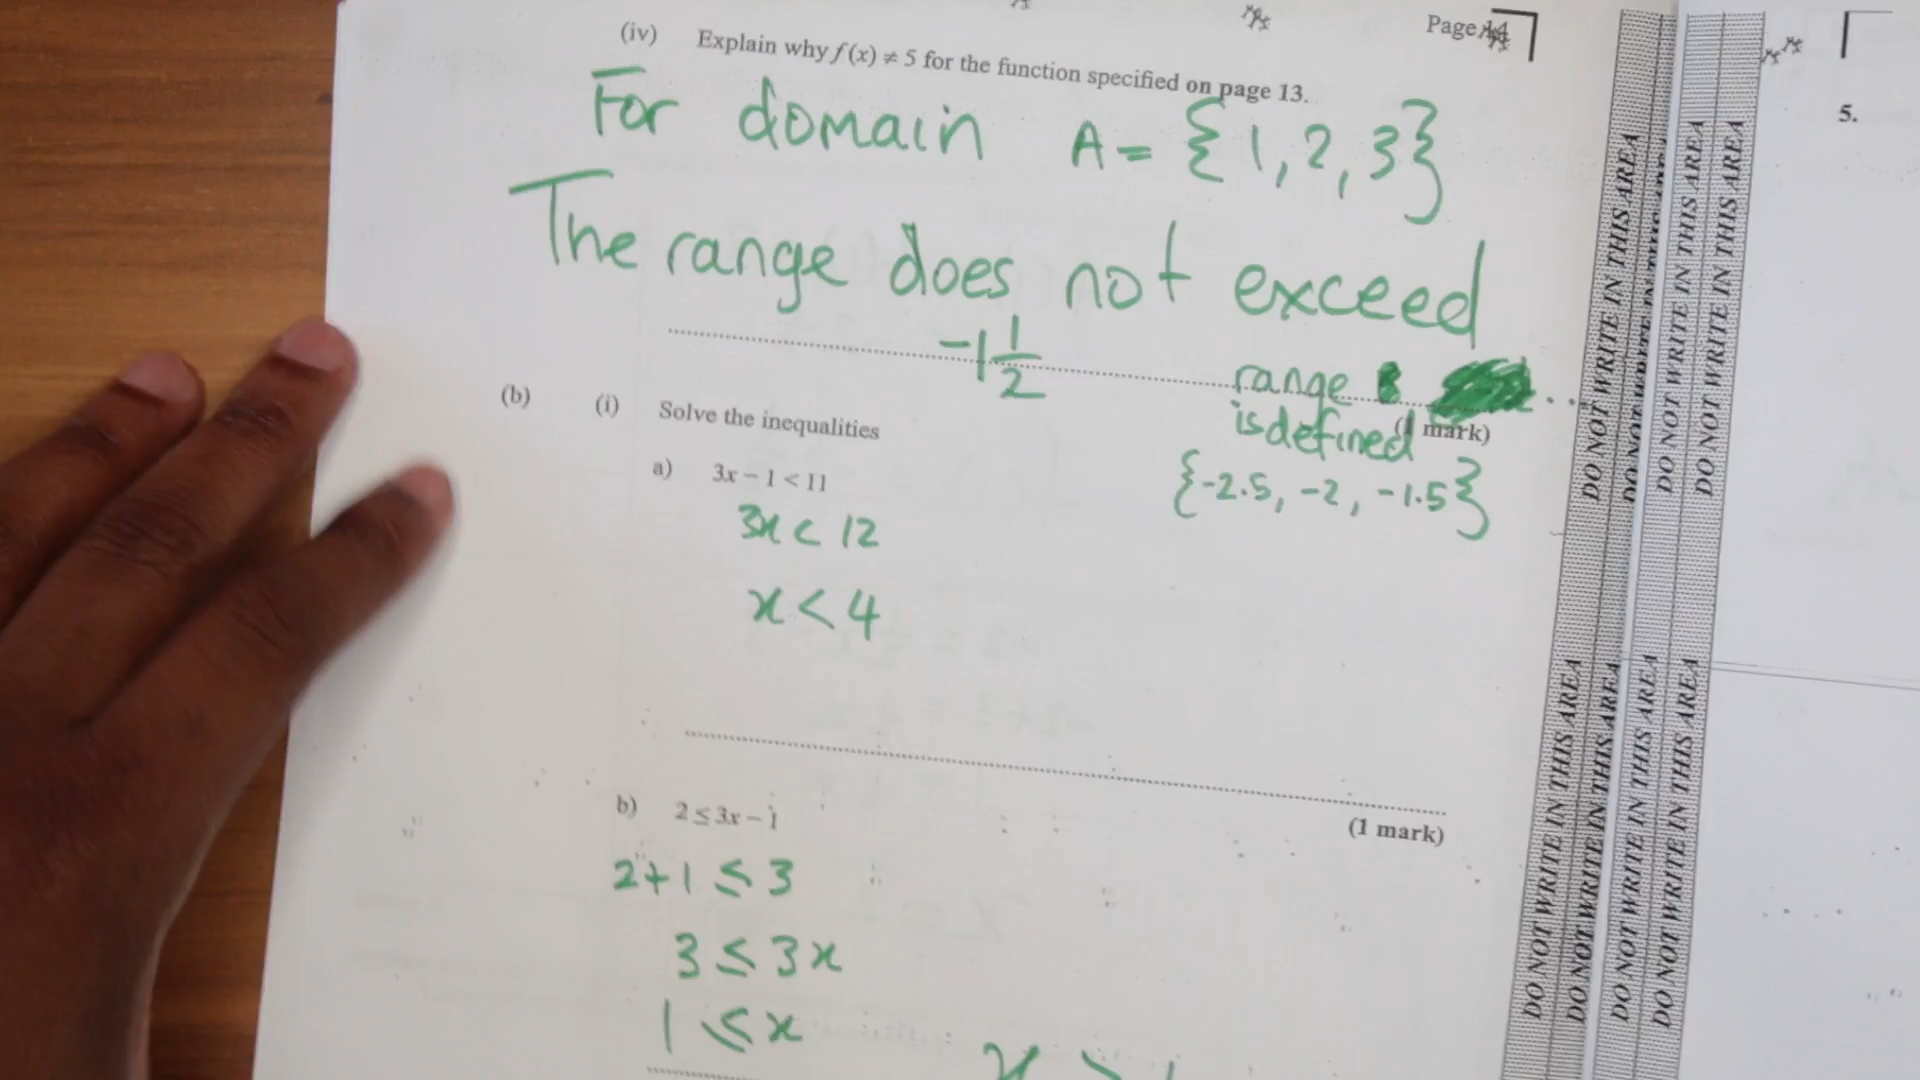 Page 14
(iv) Explain why f(x) ≠ 5 for the function specified on page 13.
For domain A = {1, 2, 3}
The range does not exceed
-1 1/2
range
is defined
(1 mark)
{-2.5, -2, -1.5}
(b) (i) Solve the inequalities
a) 3x – 1 < 11
3x < 12
x < 4
(1 mark)
b) 2 ≤ 3x – 1
2+1 ≤ 3
3 ≤ 3x
1 ≤ x
DO NOT WRITE IN THIS AREA
DO NOT WRITE IN THIS AREA
DO NOT WRITE IN THIS AREA
DO NOT WRITE IN THIS AREA
DO NOT WRITE IN THIS AREA
DO NOT WRITE IN THIS AREA
DO NOT WRITE IN THIS AREA
5.